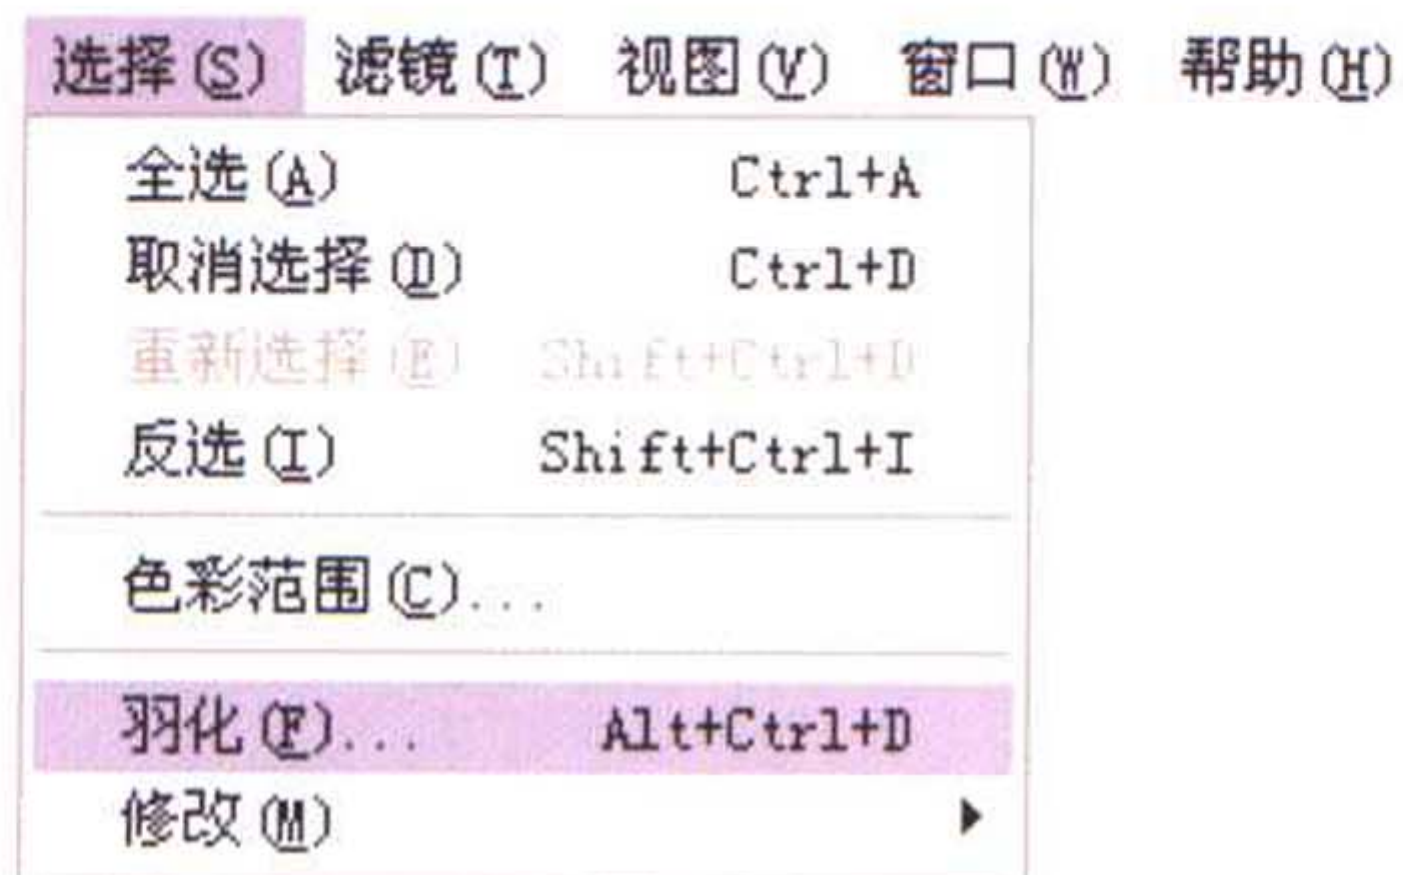 选择(S) 滤镜(T) 视图(V) 窗口(W) 帮助(H)
全选(A) Ctrl+A
取消选择(D) Ctrl+D
重新选择(E) Shift+Ctrl+D
反选(I) Shift+Ctrl+I
色彩范围(C)...
羽化(F)... Alt+Ctrl+D
修改(M)